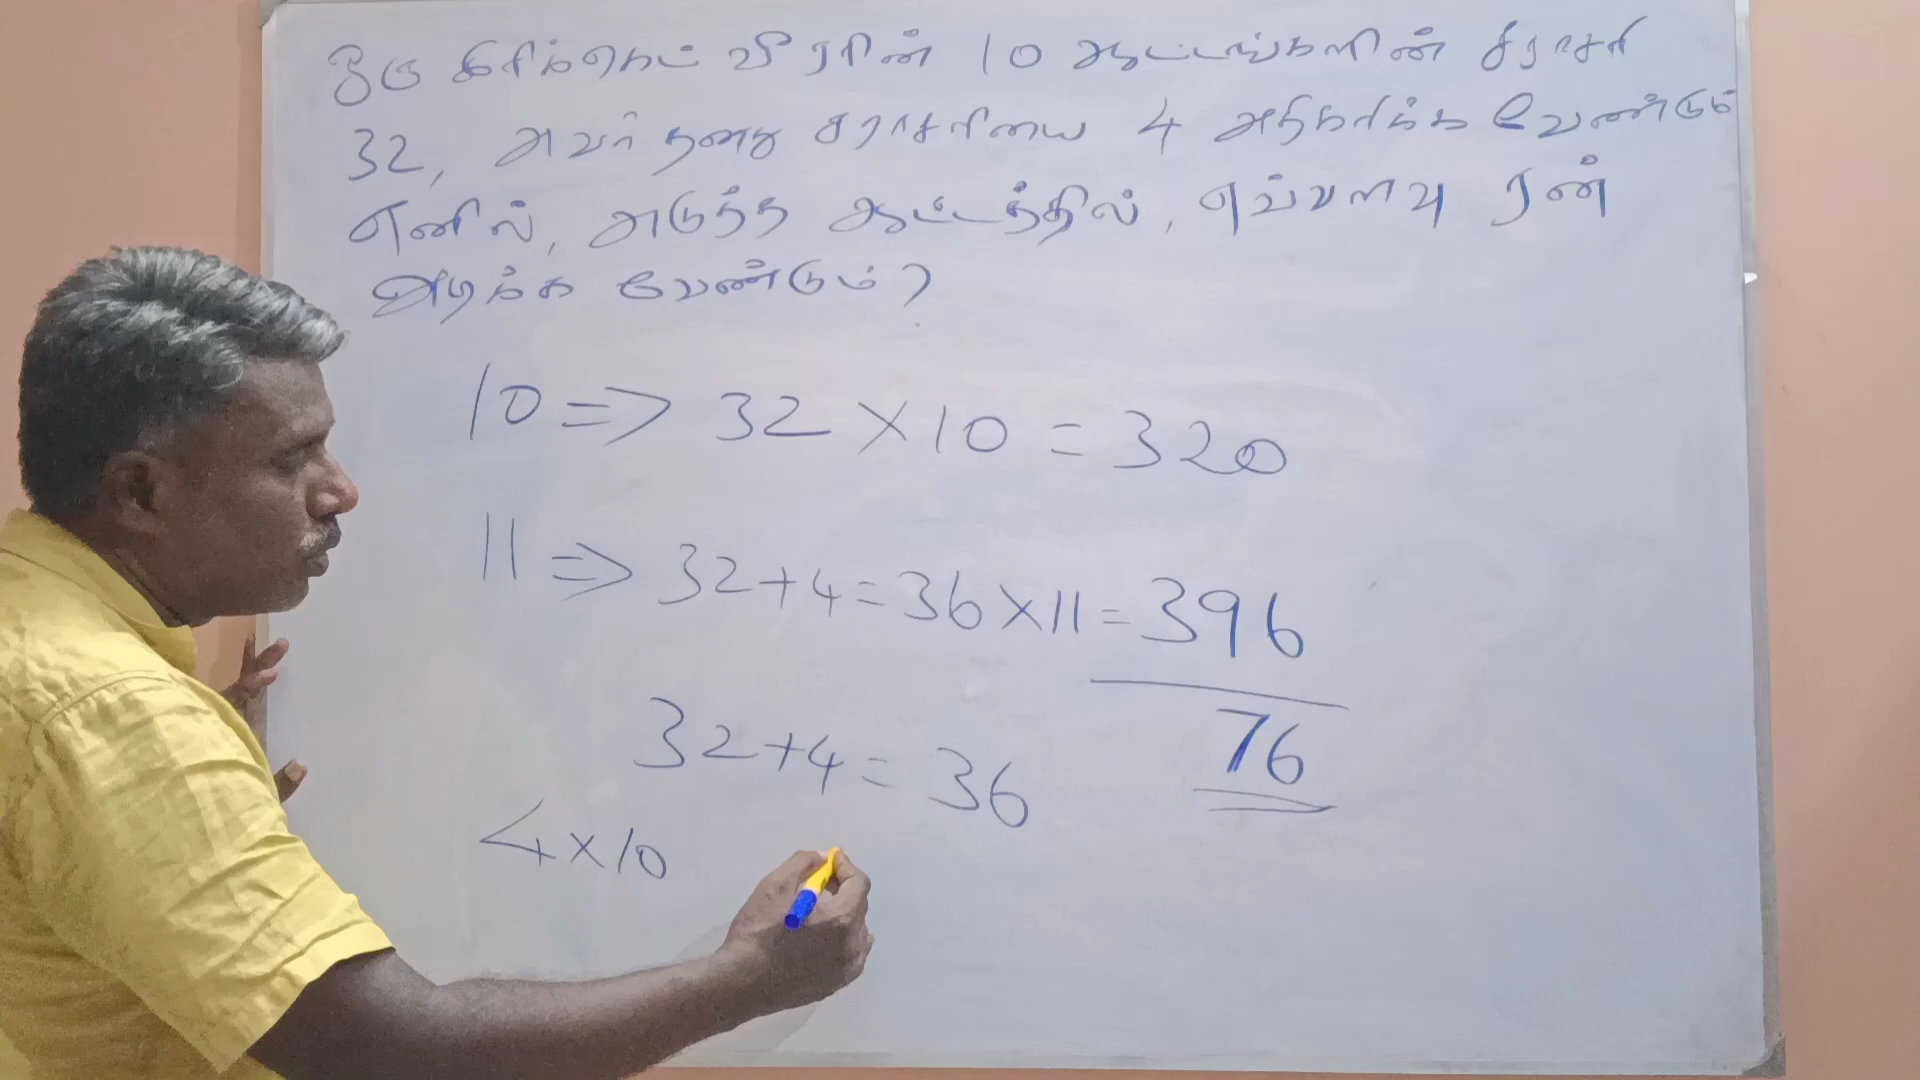 ஒரு கிரிக்கெட் வீரரின் 10 ஆட்டங்களின் சராசரி
32, அவர் தனது சராசரியை 4 அதிகரிக்க வேண்டும்
எனில், அடுத்த ஆட்டத்தில், எவ்வளவு ரன்
அடிக்க வேண்டும்?
10 => 32 × 10 = 320
11 => 32+4 = 36 × 11 = 396
76
32+4 = 36
4 × 10